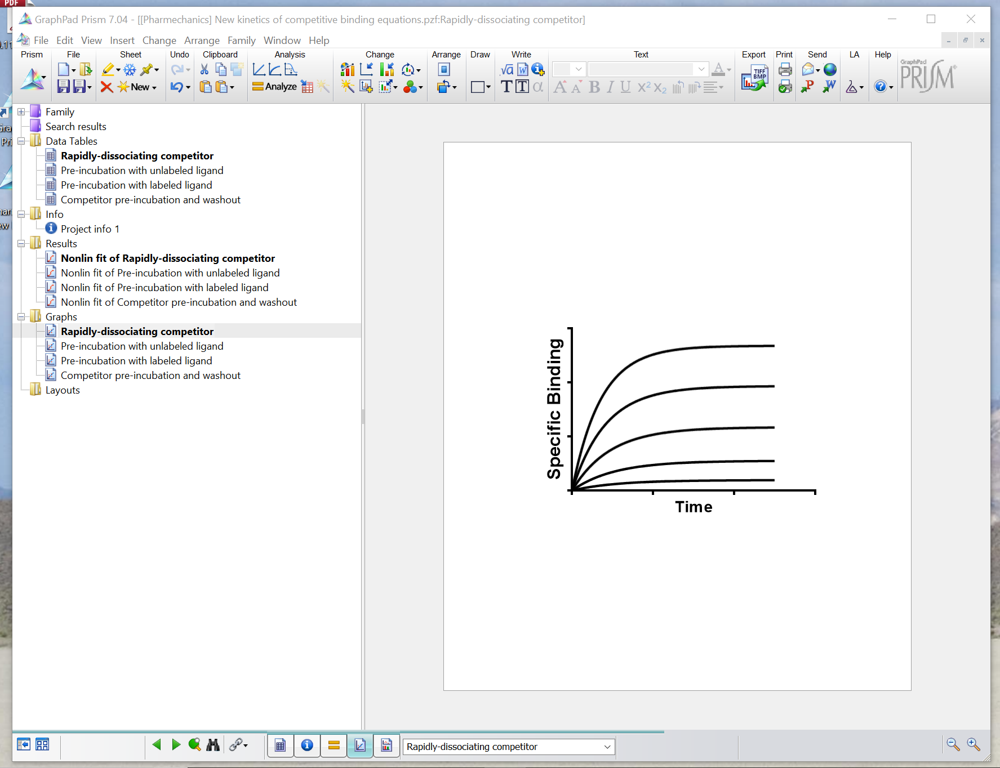 PDF
GraphPad Prism 7.04 - [[Pharmechanics] New kinetics of competitive binding equations.pzf:Rapidly-dissociating competitor]
File Edit View Insert Change Arrange Family Window Help
Prism File Sheet Undo Clipboard Analysis Change Arrange Draw Write Text Export Print Send LA Help
New
Analyze
TIFF
BMP
GraphPad
PRISM
Family
Search results
Data Tables
Rapidly-dissociating competitor
Pre-incubation with unlabeled ligand
Pre-incubation with labeled ligand
Competitor pre-incubation and washout
Info
Project info 1
Results
Nonlin fit of Rapidly-dissociating competitor
Nonlin fit of Pre-incubation with unlabeled ligand
Nonlin fit of Pre-incubation with labeled ligand
Nonlin fit of Competitor pre-incubation and washout
Graphs
Rapidly-dissociating competitor
Pre-incubation with unlabeled ligand
Pre-incubation with labeled ligand
Competitor pre-incubation and washout
Layouts
Specific Binding
Time
Rapidly-dissociating competitor